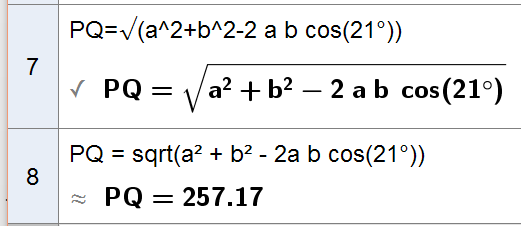 PQ=√(a^2+b^2-2 a b cos(21°))
7
✓ PQ = √(a² + b² − 2 a b cos(21°))
PQ = sqrt(a² + b² - 2a b cos(21°))
8
≈ PQ = 257.17